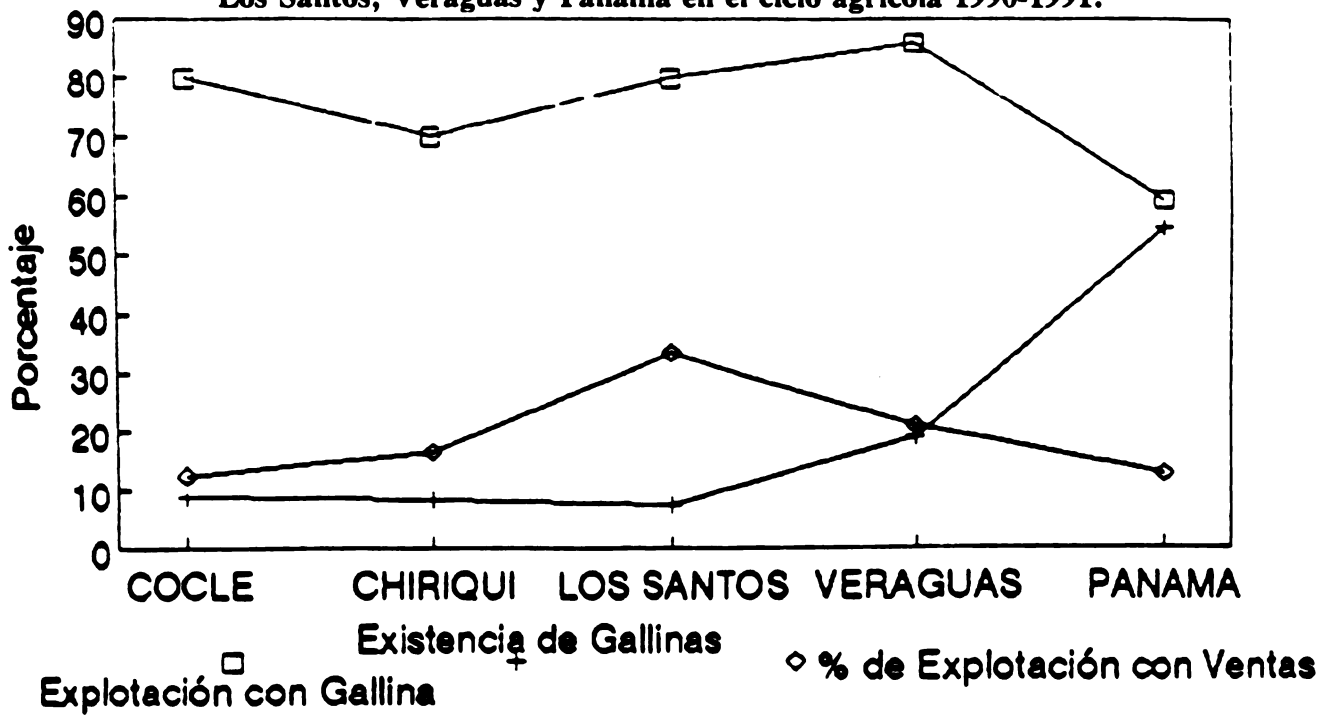 Los Santos, Veraguas y Panamá en el ciclo agrícola 1990-1991.
90
80
70
60
50
40
30
20
10
0
Porcentaje
COCLE CHIRIQUI LOS SANTOS VERAGUAS PANAMA
Existencia de Gallinas
% de Explotación con Ventas
Explotación con Gallina